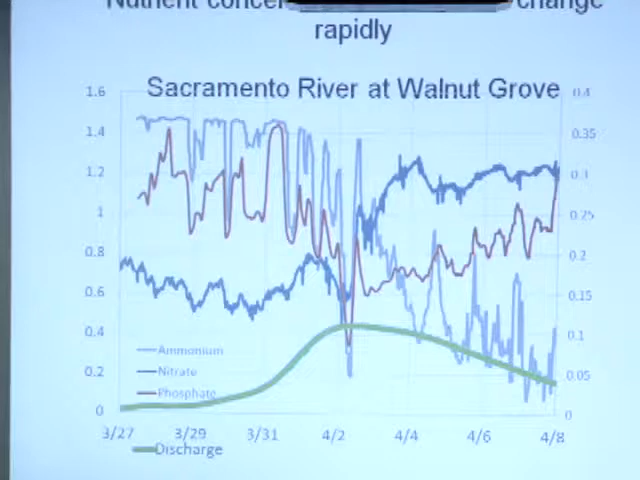 Nutrient
change
rapidly
Sacramento River at Walnut Grove
1.6
1.4
1.2
1
0.8
0.6
0.4
0.2
0
0.4
0.35
0.3
0.25
0.2
0.15
0.1
0.05
0
Ammonium
Nitrate
Phosphate
Discharge
3/27 3/29 3/31 4/2 4/4 4/6 4/8